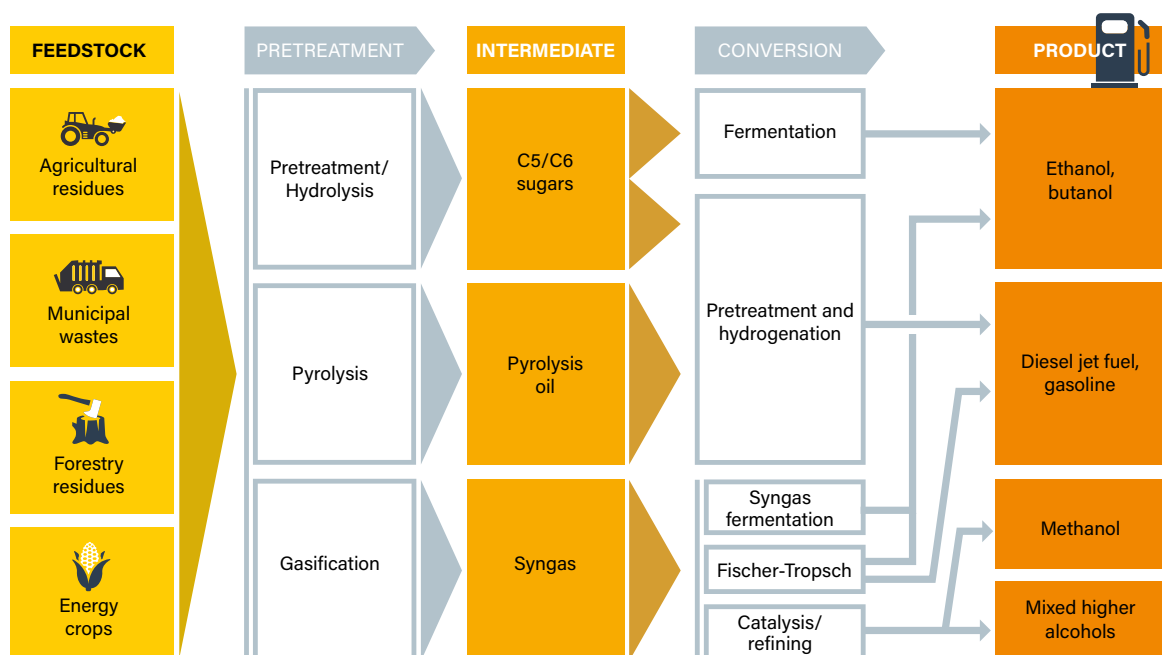 FEEDSTOCK
PRETREATMENT
INTERMEDIATE
CONVERSION
PRODUCT
Agricultural
residues
Municipal
wastes
Forestry
residues
Energy
crops
Pretreatment/
Hydrolysis
Pyrolysis
Gasification
C5/C6
sugars
Pyrolysis
oil
Syngas
Fermentation
Pretreatment and
hydrogenation
Syngas
fermentation
Fischer-Tropsch
Catalysis/
refining
Ethanol,
butanol
Diesel jet fuel,
gasoline
Methanol
Mixed higher
alcohols